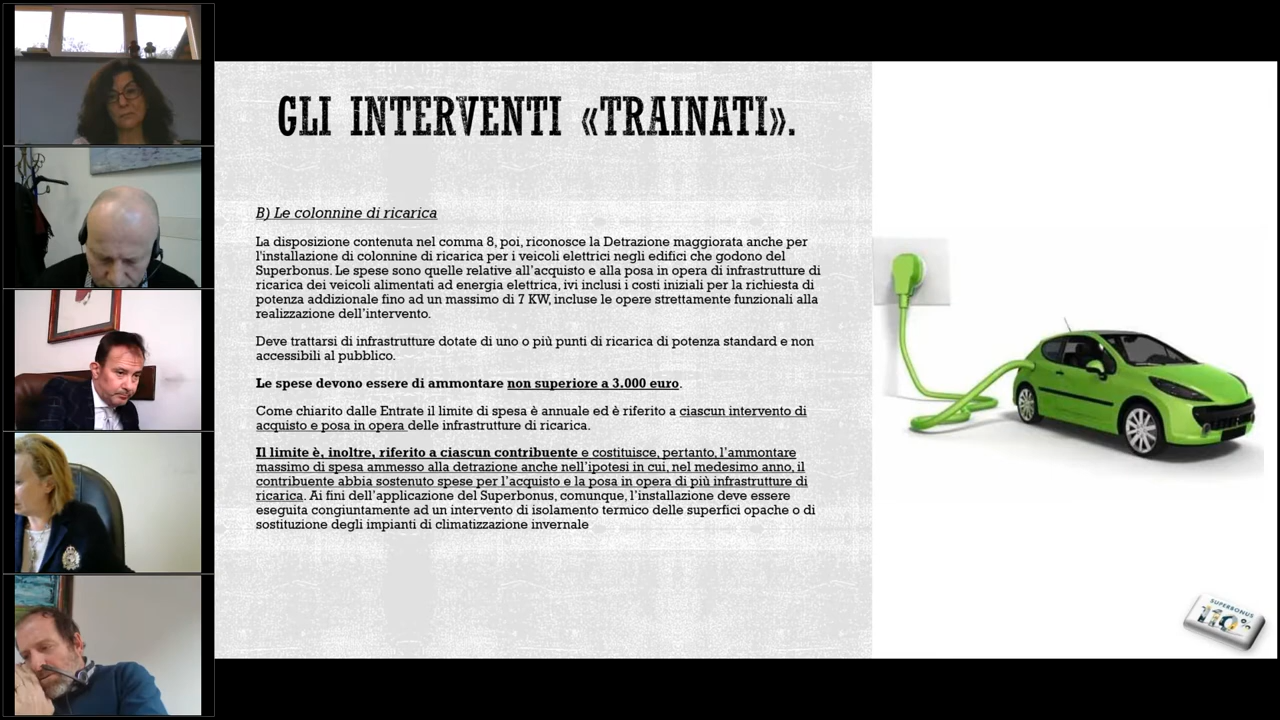 GLI INTERVENTI «TRAINATI».
B) Le colonnine di ricarica
La disposizione contenuta nel comma 8, poi, riconosce la Detrazione maggiorata anche per
l'installazione di colonnine di ricarica per i veicoli elettrici negli edifici che godono del
Superbonus. Le spese sono quelle relative all'acquisto e alla posa in opera di infrastrutture di
ricarica dei veicoli alimentati ad energia elettrica, ivi inclusi i costi iniziali per la richiesta di
potenza addizionale fino ad un massimo di 7 KW, incluse le opere strettamente funzionali alla
realizzazione dell'intervento.
Deve trattarsi di infrastrutture dotate di uno o più punti di ricarica di potenza standard e non
accessibili al pubblico.
Le spese devono essere di ammontare non superiore a 3.000 euro.
Come chiarito dalle Entrate il limite di spesa è annuale ed è riferito a ciascun intervento di
acquisto e posa in opera delle infrastrutture di ricarica.
Il limite è, inoltre, riferito a ciascun contribuente e costituisce, pertanto, l'ammontare
massimo di spesa ammesso alla detrazione anche nell'ipotesi in cui, nel medesimo anno, il
contribuente abbia sostenuto spese per l'acquisto e la posa in opera di più infrastrutture di
ricarica. Ai fini dell'applicazione del Superbonus, comunque, l'installazione deve essere
eseguita congiuntamente ad un intervento di isolamento termico delle superfici opache o di
sostituzione degli impianti di climatizzazione invernale
SUPERBONUS
110%